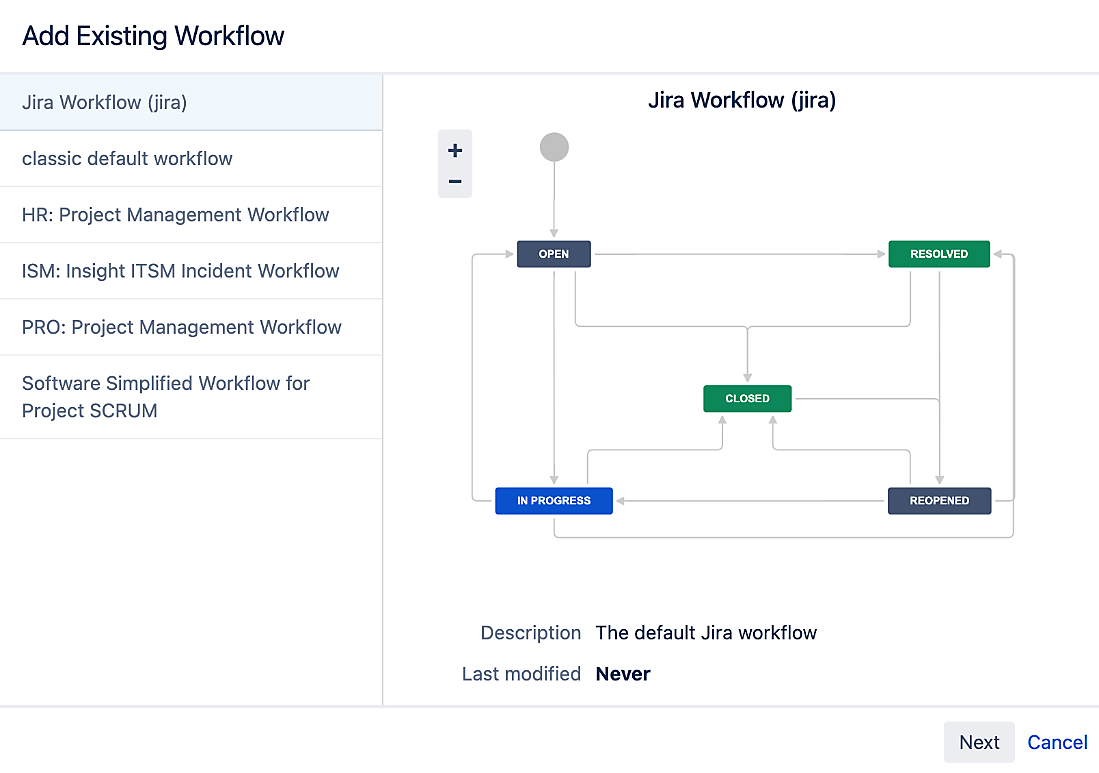 Add Existing Workflow
Jira Workflow (jira)
classic default workflow
HR: Project Management Workflow
ISM: Insight ITSM Incident Workflow
PRO: Project Management Workflow
Software Simplified Workflow for
Project SCRUM
Jira Workflow (jira)
+
−
OPEN
RESOLVED
CLOSED
IN PROGRESS
REOPENED
Description The default Jira workflow
Last modified Never
Next Cancel